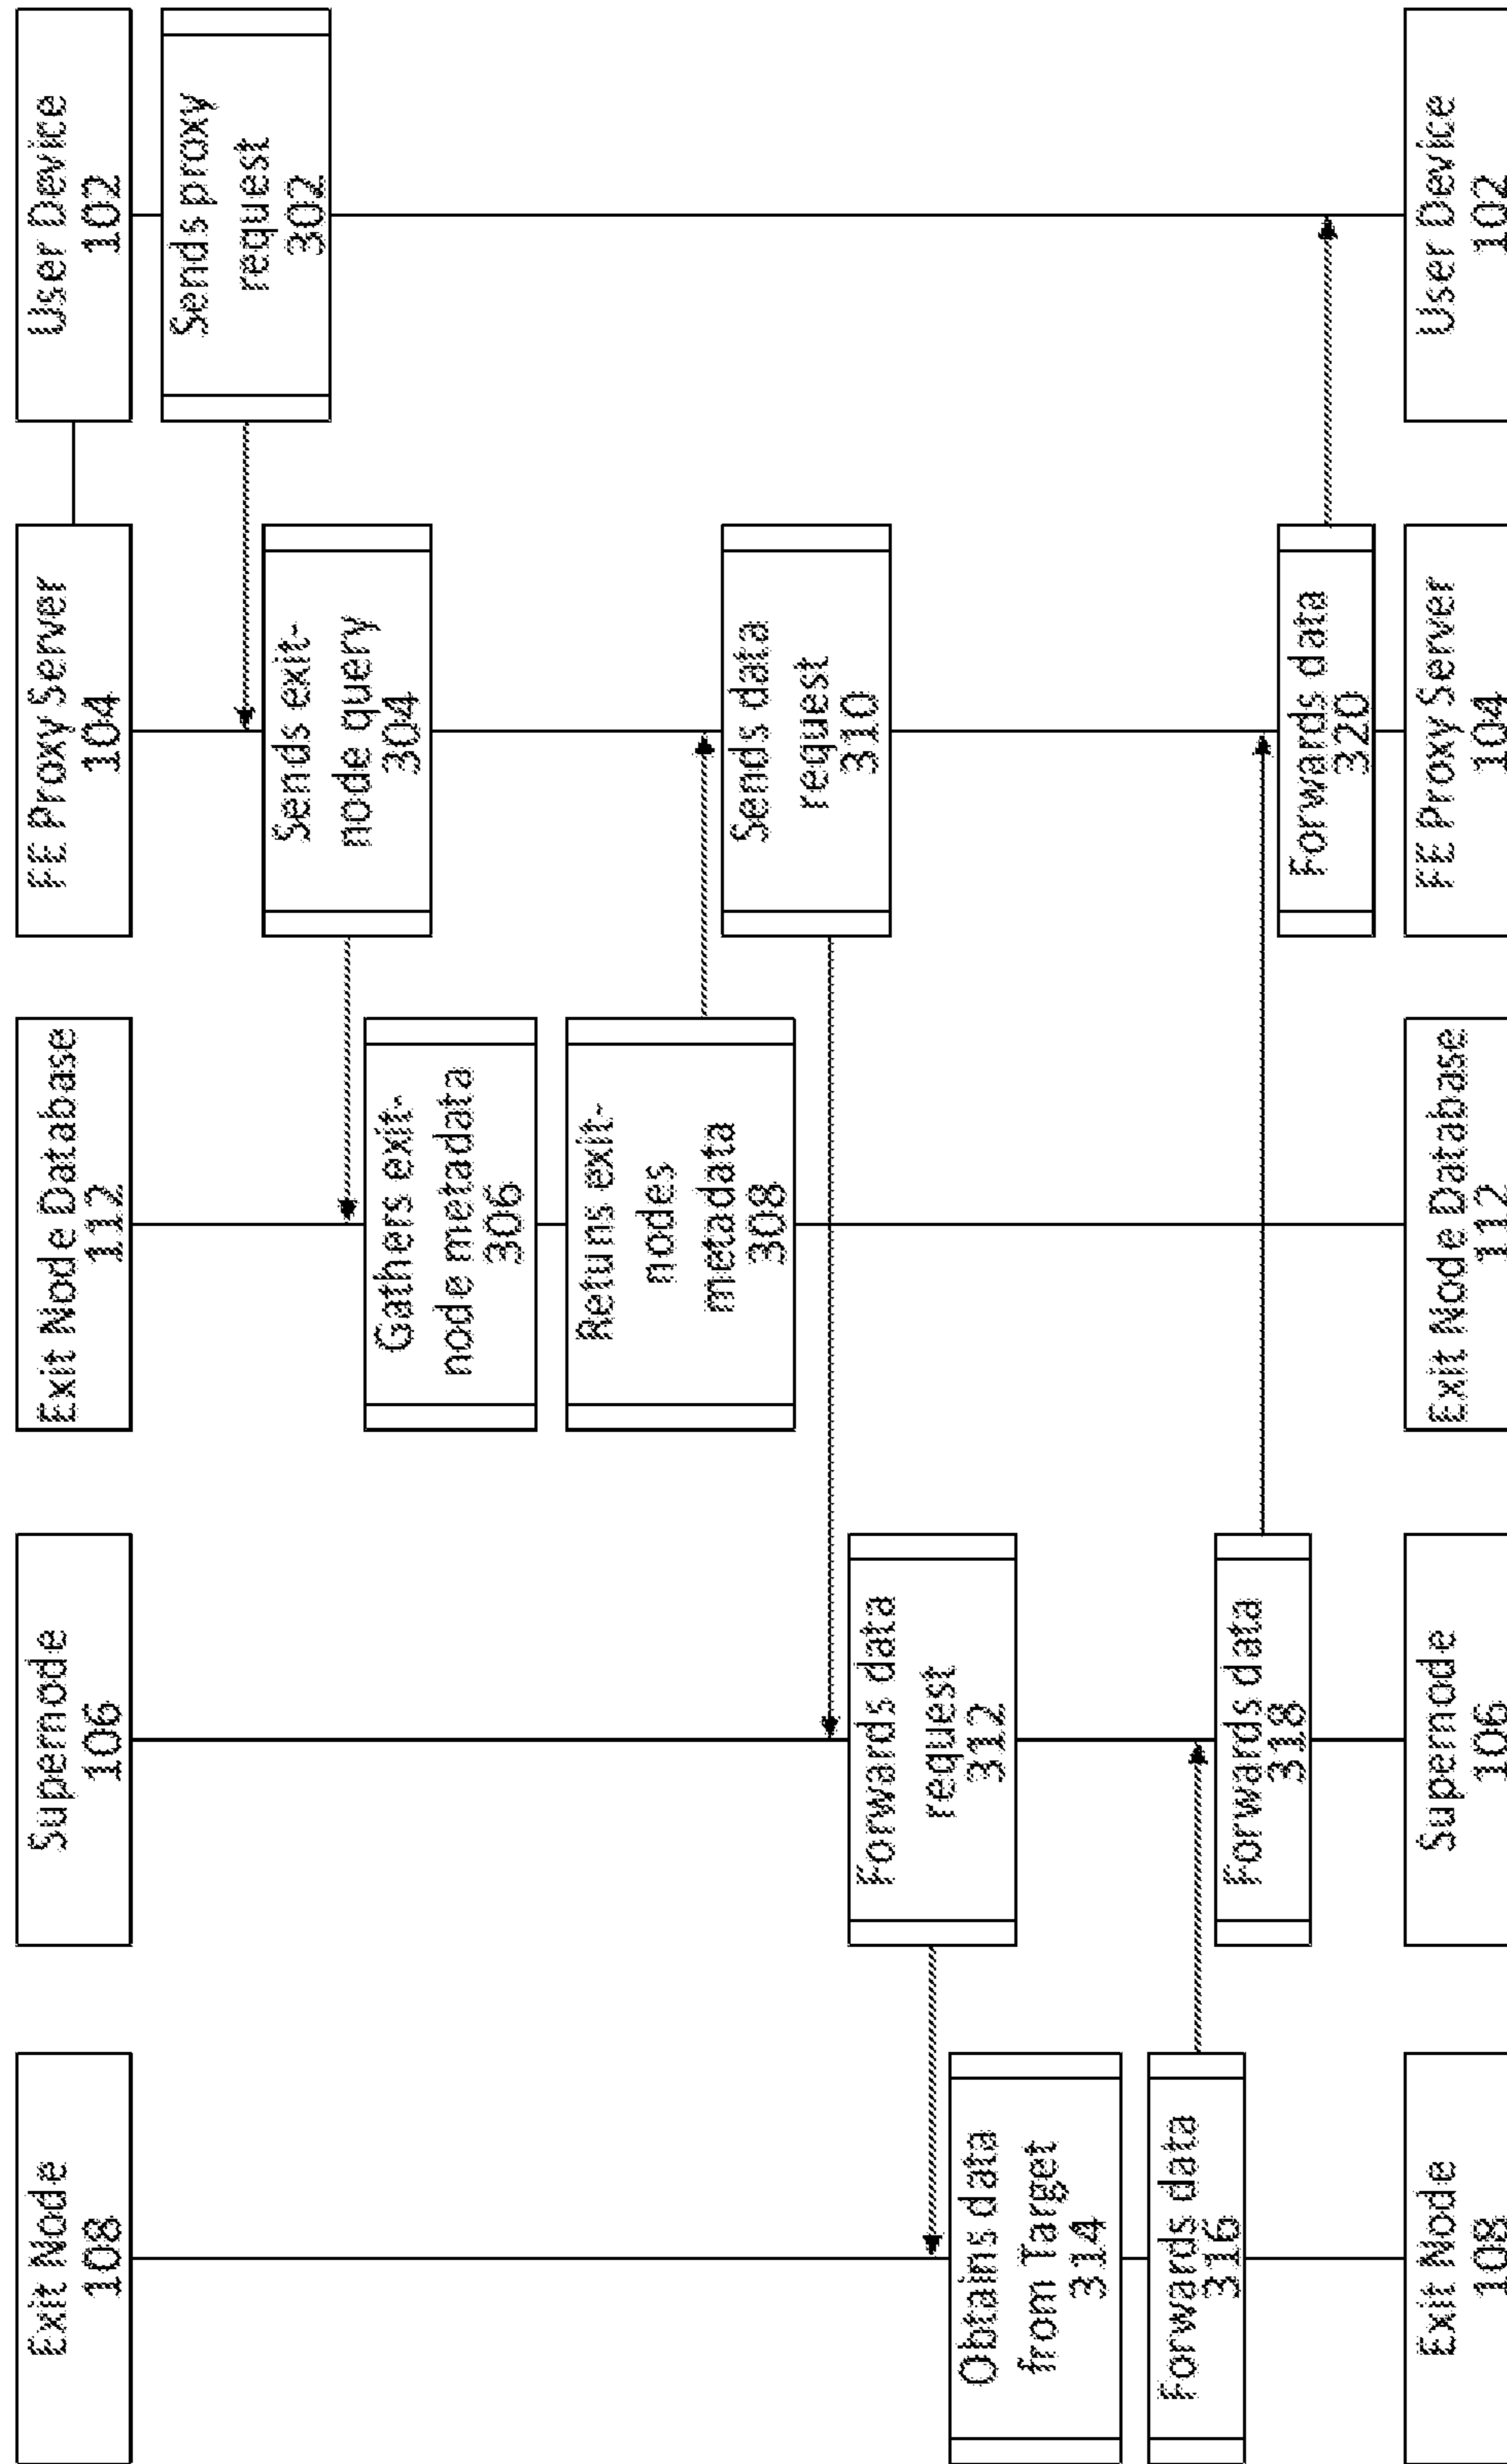 Exit Node
108
Supernode
106
Exit Node Database
112
FE Proxy Server
104
User Device
102
Sends proxy
request
302
Sends exit-
node query
304
Gathers exit-
node metadata
306
Retuns exit-
nodes
metadata
308
Sends data
request
310
Forwards data
request
312
Obtains data
from Target
314
Forwards data
316
Forwards data
318
Forwards data
320
Exit Node
108
Supernode
106
Exit Node Database
112
FE Proxy Server
104
User Device
102